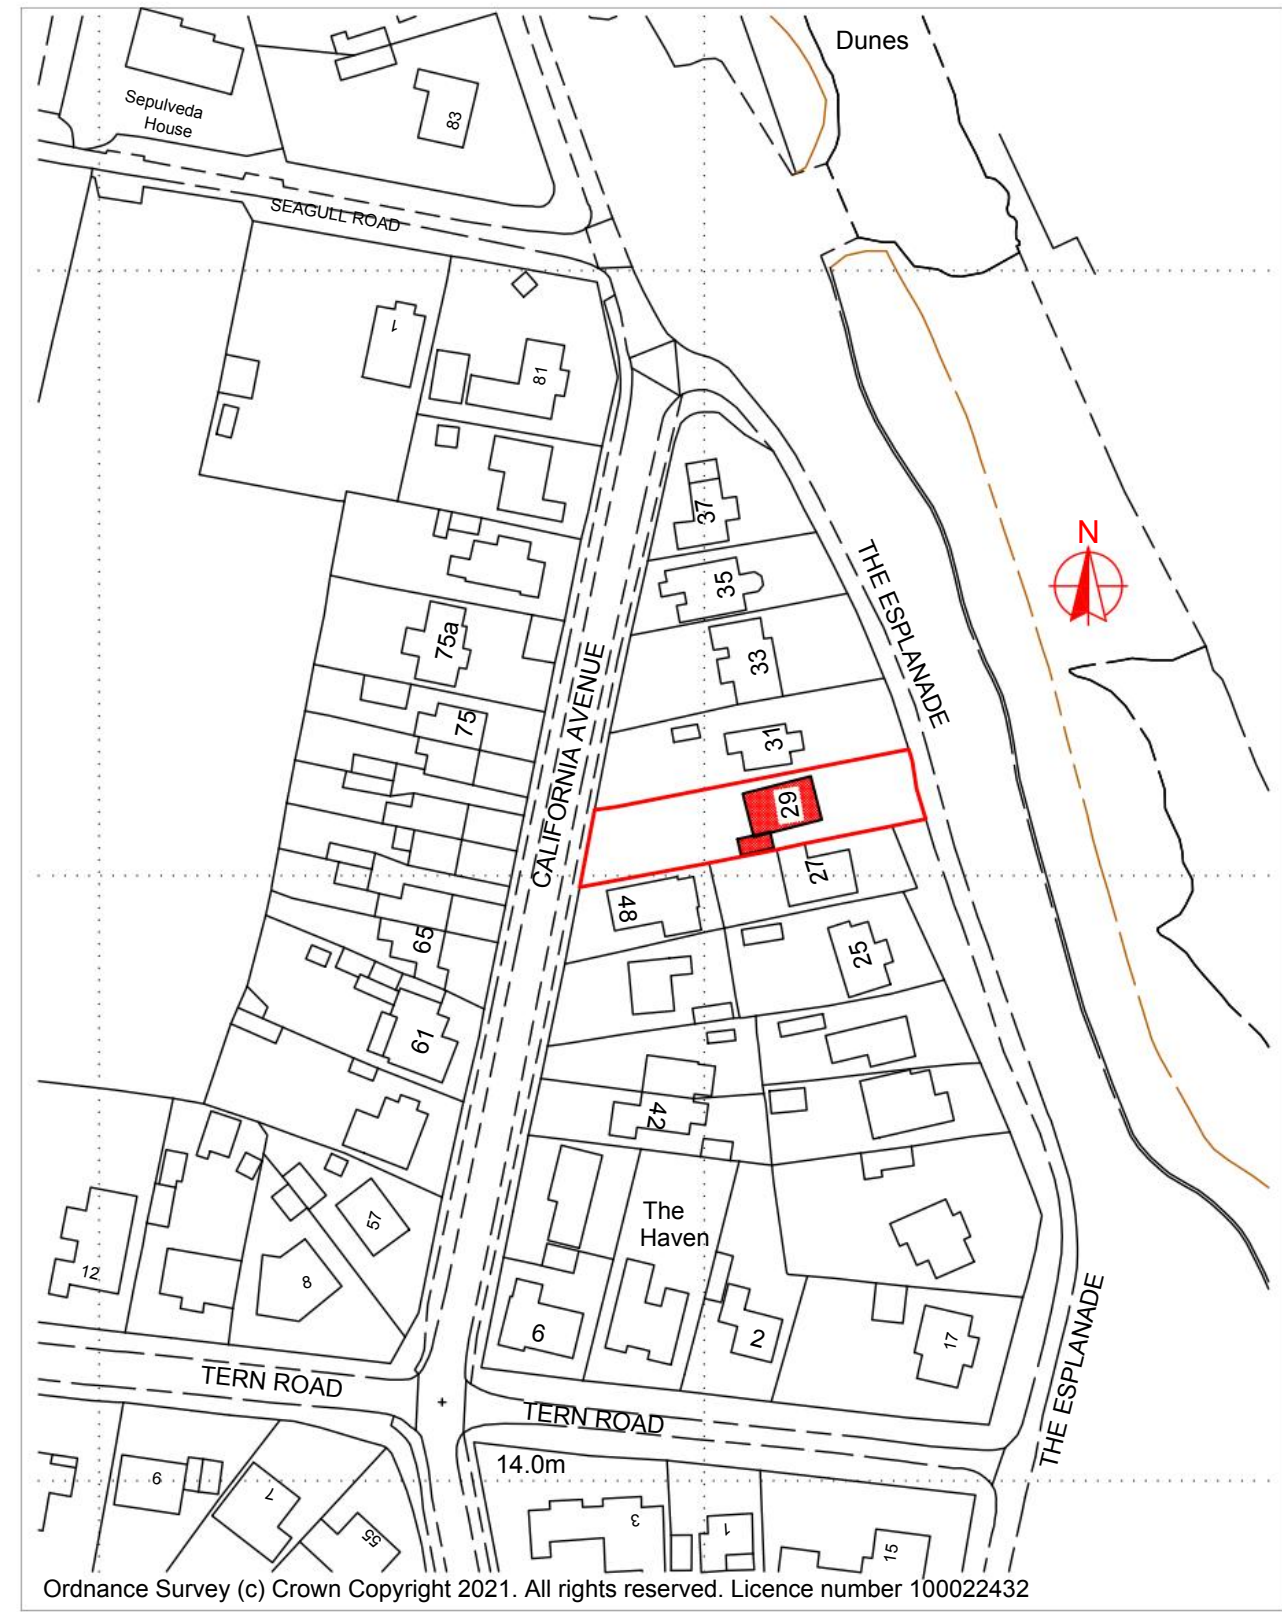 Dunes
Sepulveda
House
83
SEAGULL ROAD
1
81
37
N
35
THE ESPLANADE
75a
33
CALIFORNIA AVENUE
75
31
29
27
48
65
25
61
42
The
Haven
57
12
8
6
2
17
THE ESPLANADE
TERN ROAD
TERN ROAD
14.0m
6
7
55
3
1
15
Ordnance Survey (c) Crown Copyright 2021. All rights reserved. Licence number 100022432